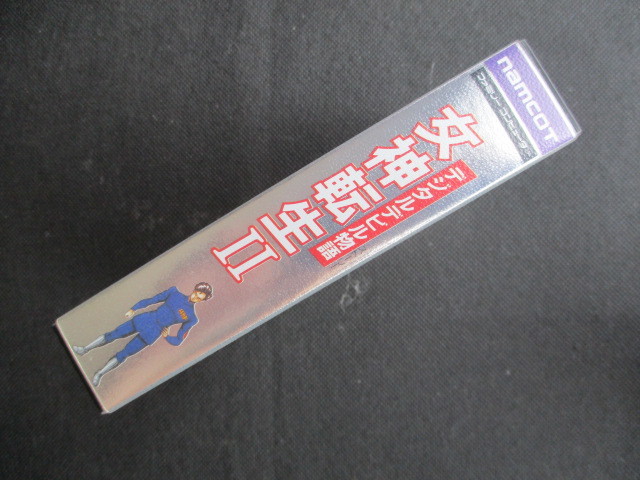 namcoT
ファミリーコンピュータ
デジタルデビル物語
女神転生II